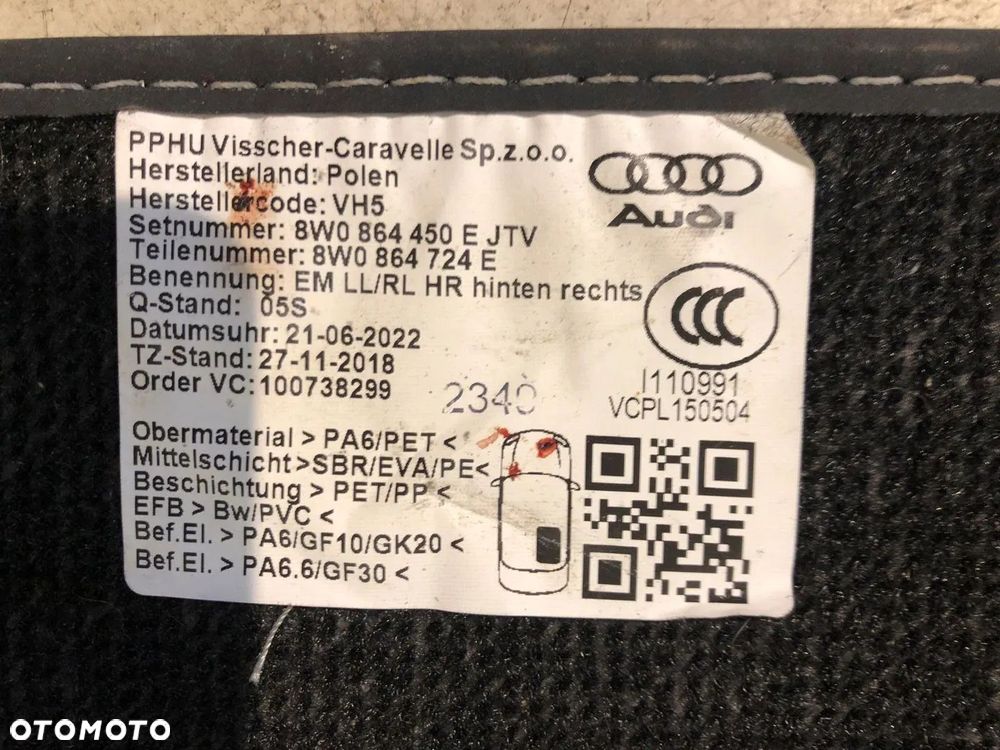 PPHU Visscher-Caravelle Sp.z.o.o.
Herstellerland: Polen
Herstellercode: VH5
Setnummer: 8W0 864 450 E JTV
Teilenummer: 8W0 864 724 E
Benennung: EM LL/RL HR hinten rechts
Q-Stand: 05S
Datumsuhr: 21-06-2022
TZ-Stand: 27-11-2018
Order VC: 100738299
2340
Audi
CCC
I110991
VCPL150504
Obermaterial > PA6/PET <
Mittelschicht >SBR/EVA/PE<
Beschichtung > PET/PP <
EFB > Bw/PVC <
Bef.El. > PA6/GF10/GK20 <
Bef.El. > PA6.6/GF30 <
OTOMOTO